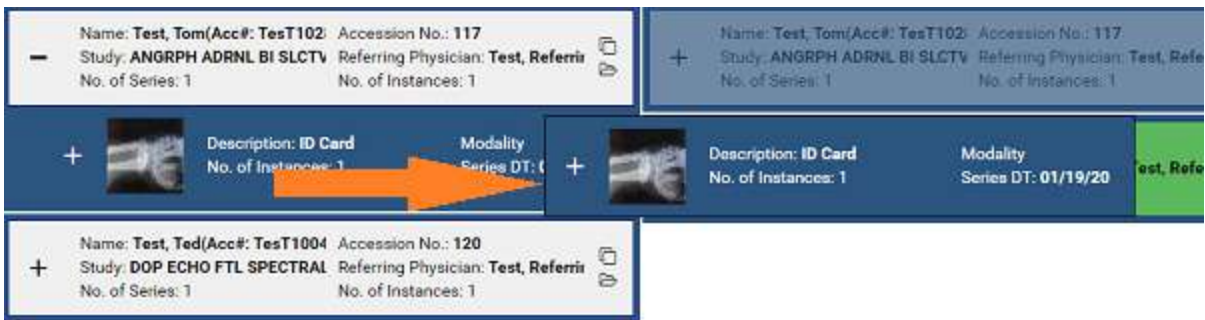 Name: Test, Tom(Acc#: TesT102 Accession No.: 117
Study: ANGRPH ADRNL BI SLCTV Referring Physician: Test, Referrin
No. of Series: 1 No. of Instances: 1
Description: ID Card Modality
No. of Instances: 1 Series DT:
Name: Test, Ted(Acc#: TesT1004 Accession No.: 120
Study: DOP ECHO FTL SPECTRAL Referring Physician: Test, Referrin
No. of Series: 1 No. of Instances: 1
Name: Test, Tom(Acc#: TesT102 Accession No.: 117
Study: ANGRPH ADRNL BI SLCTV Referring Physician: Test, Refe
No. of Series: 1 No. of Instances: 1
Description: ID Card Modality
No. of Instances: 1 Series DT: 01/19/20
est, Refe